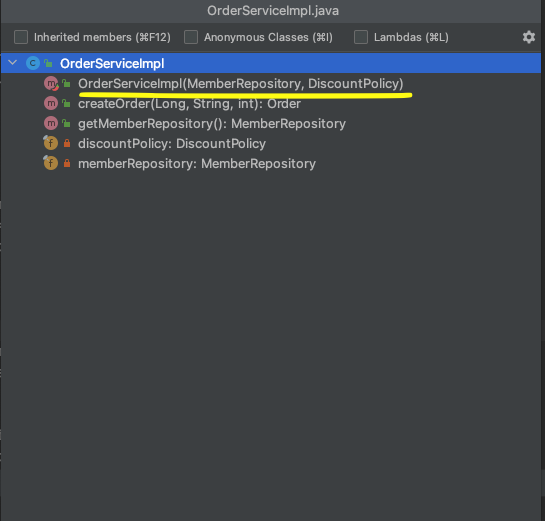 OrderServiceImpl.java
Inherited members (⌘F12) Anonymous Classes (⌘I) Lambdas (⌘L)
C OrderServiceImpl
m OrderServiceImpl(MemberRepository, DiscountPolicy)
m createOrder(Long, String, int): Order
m getMemberRepository(): MemberRepository
f discountPolicy: DiscountPolicy
f memberRepository: MemberRepository